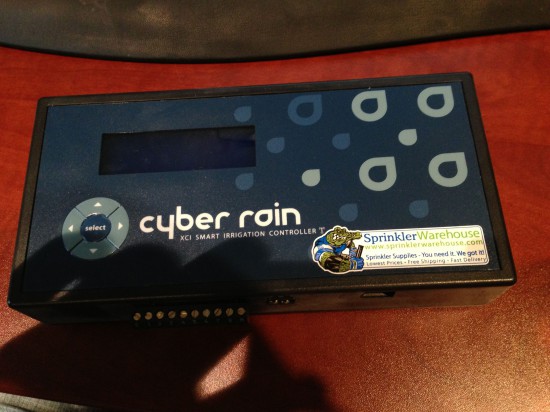 select
cyber rain
XCI SMART IRRIGATION CONTROLLER
SprinklerWarehouse
www.sprinklerwarehouse.com
Sprinkler Supplies - You need it. We got it!
Lowest Prices • Free Shipping • Fast Delivery